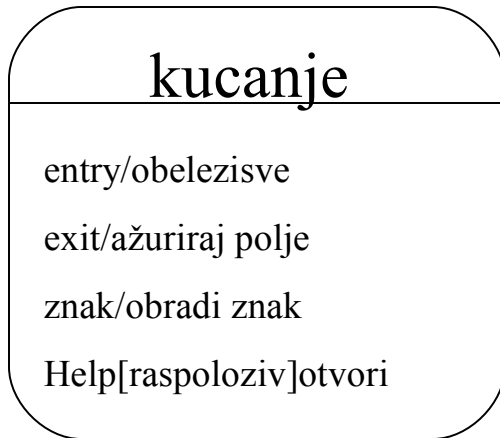 kucanje
entry/obelezisve
exit/ažuriraj polje
znak/obradi znak
Help[raspoloziv]otvori